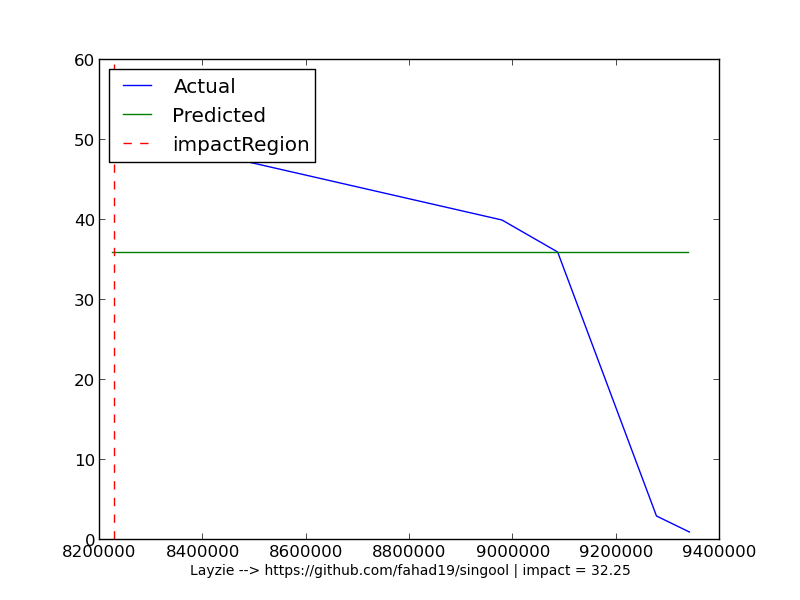 60
50
40
30
20
10
0
Actual
Predicted
impactRegion
8200000 8400000 8600000 8800000 9000000 9200000 9400000
Layzie --> https://github.com/fahad19/singool | impact = 32.25